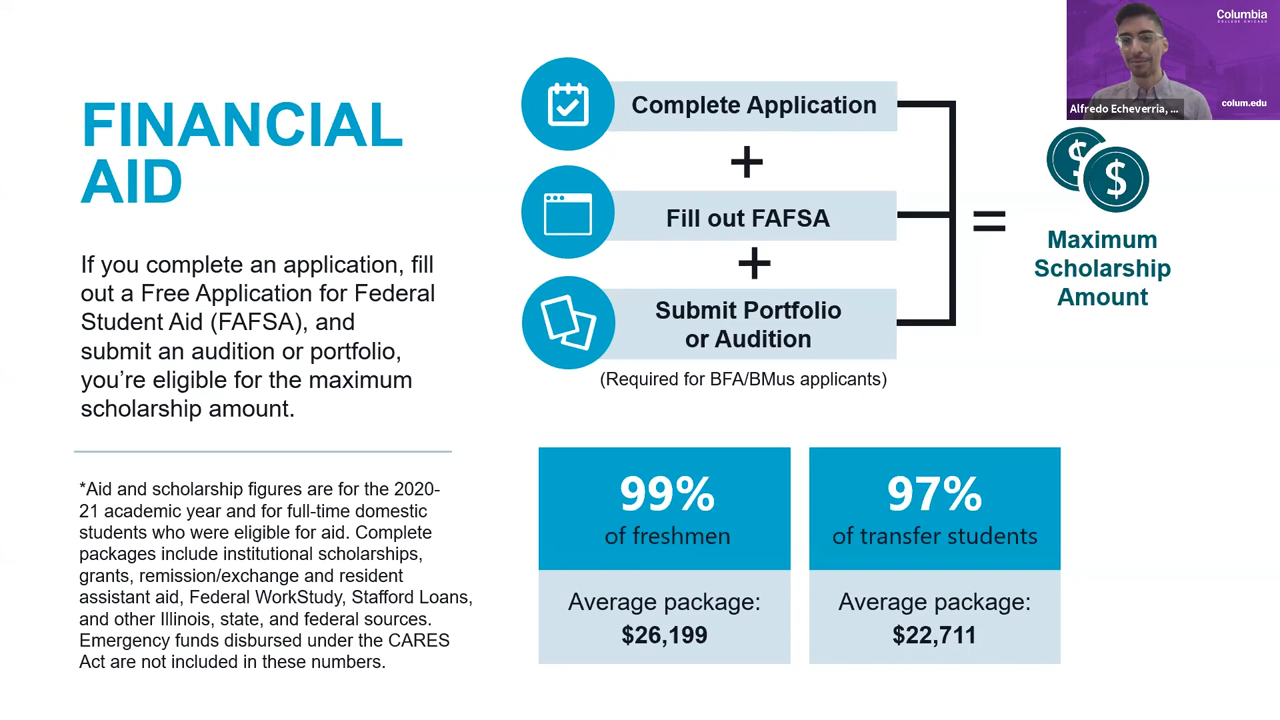 FINANCIAL
AID
If you complete an application, fill
out a Free Application for Federal
Student Aid (FAFSA), and
submit an audition or portfolio,
you’re eligible for the maximum
scholarship amount.
*Aid and scholarship figures are for the 2020-
21 academic year and for full-time domestic
students who were eligible for aid. Complete
packages include institutional scholarships,
grants, remission/exchange and resident
assistant aid, Federal WorkStudy, Stafford Loans,
and other Illinois, state, and federal sources.
Emergency funds disbursed under the CARES
Act are not included in these numbers.
Complete Application
+
Fill out FAFSA
+
Submit Portfolio
or Audition
(Required for BFA/BMus applicants)
=
$ $
Maximum
Scholarship
Amount
99%
of freshmen
Average package:
$26,199
97%
of transfer students
Average package:
$22,711
Columbia
COLLEGE CHICAGO
Alfredo Echeverria, ...
colum.edu